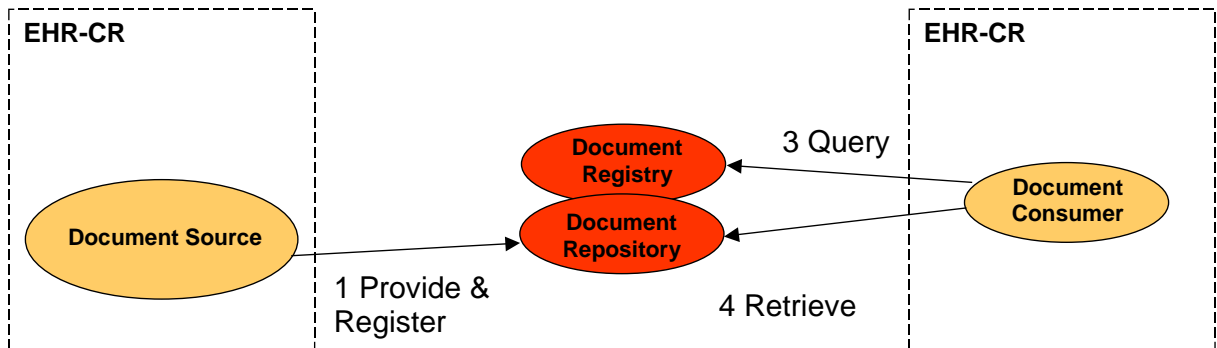 EHR-CR
EHR-CR
Document
Registry
3 Query
Document
Consumer
Document Source
Document
Repository
1 Provide &
Register
4 Retrieve